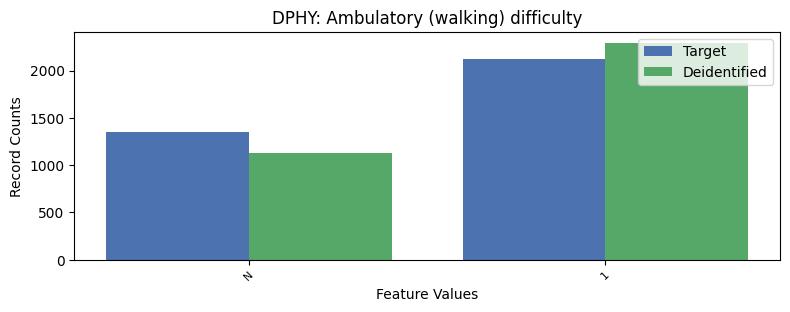 DPHY: Ambulatory (walking) difficulty
Target
Deidentified
Record Counts
2000
1500
1000
500
0
N
1
Feature Values